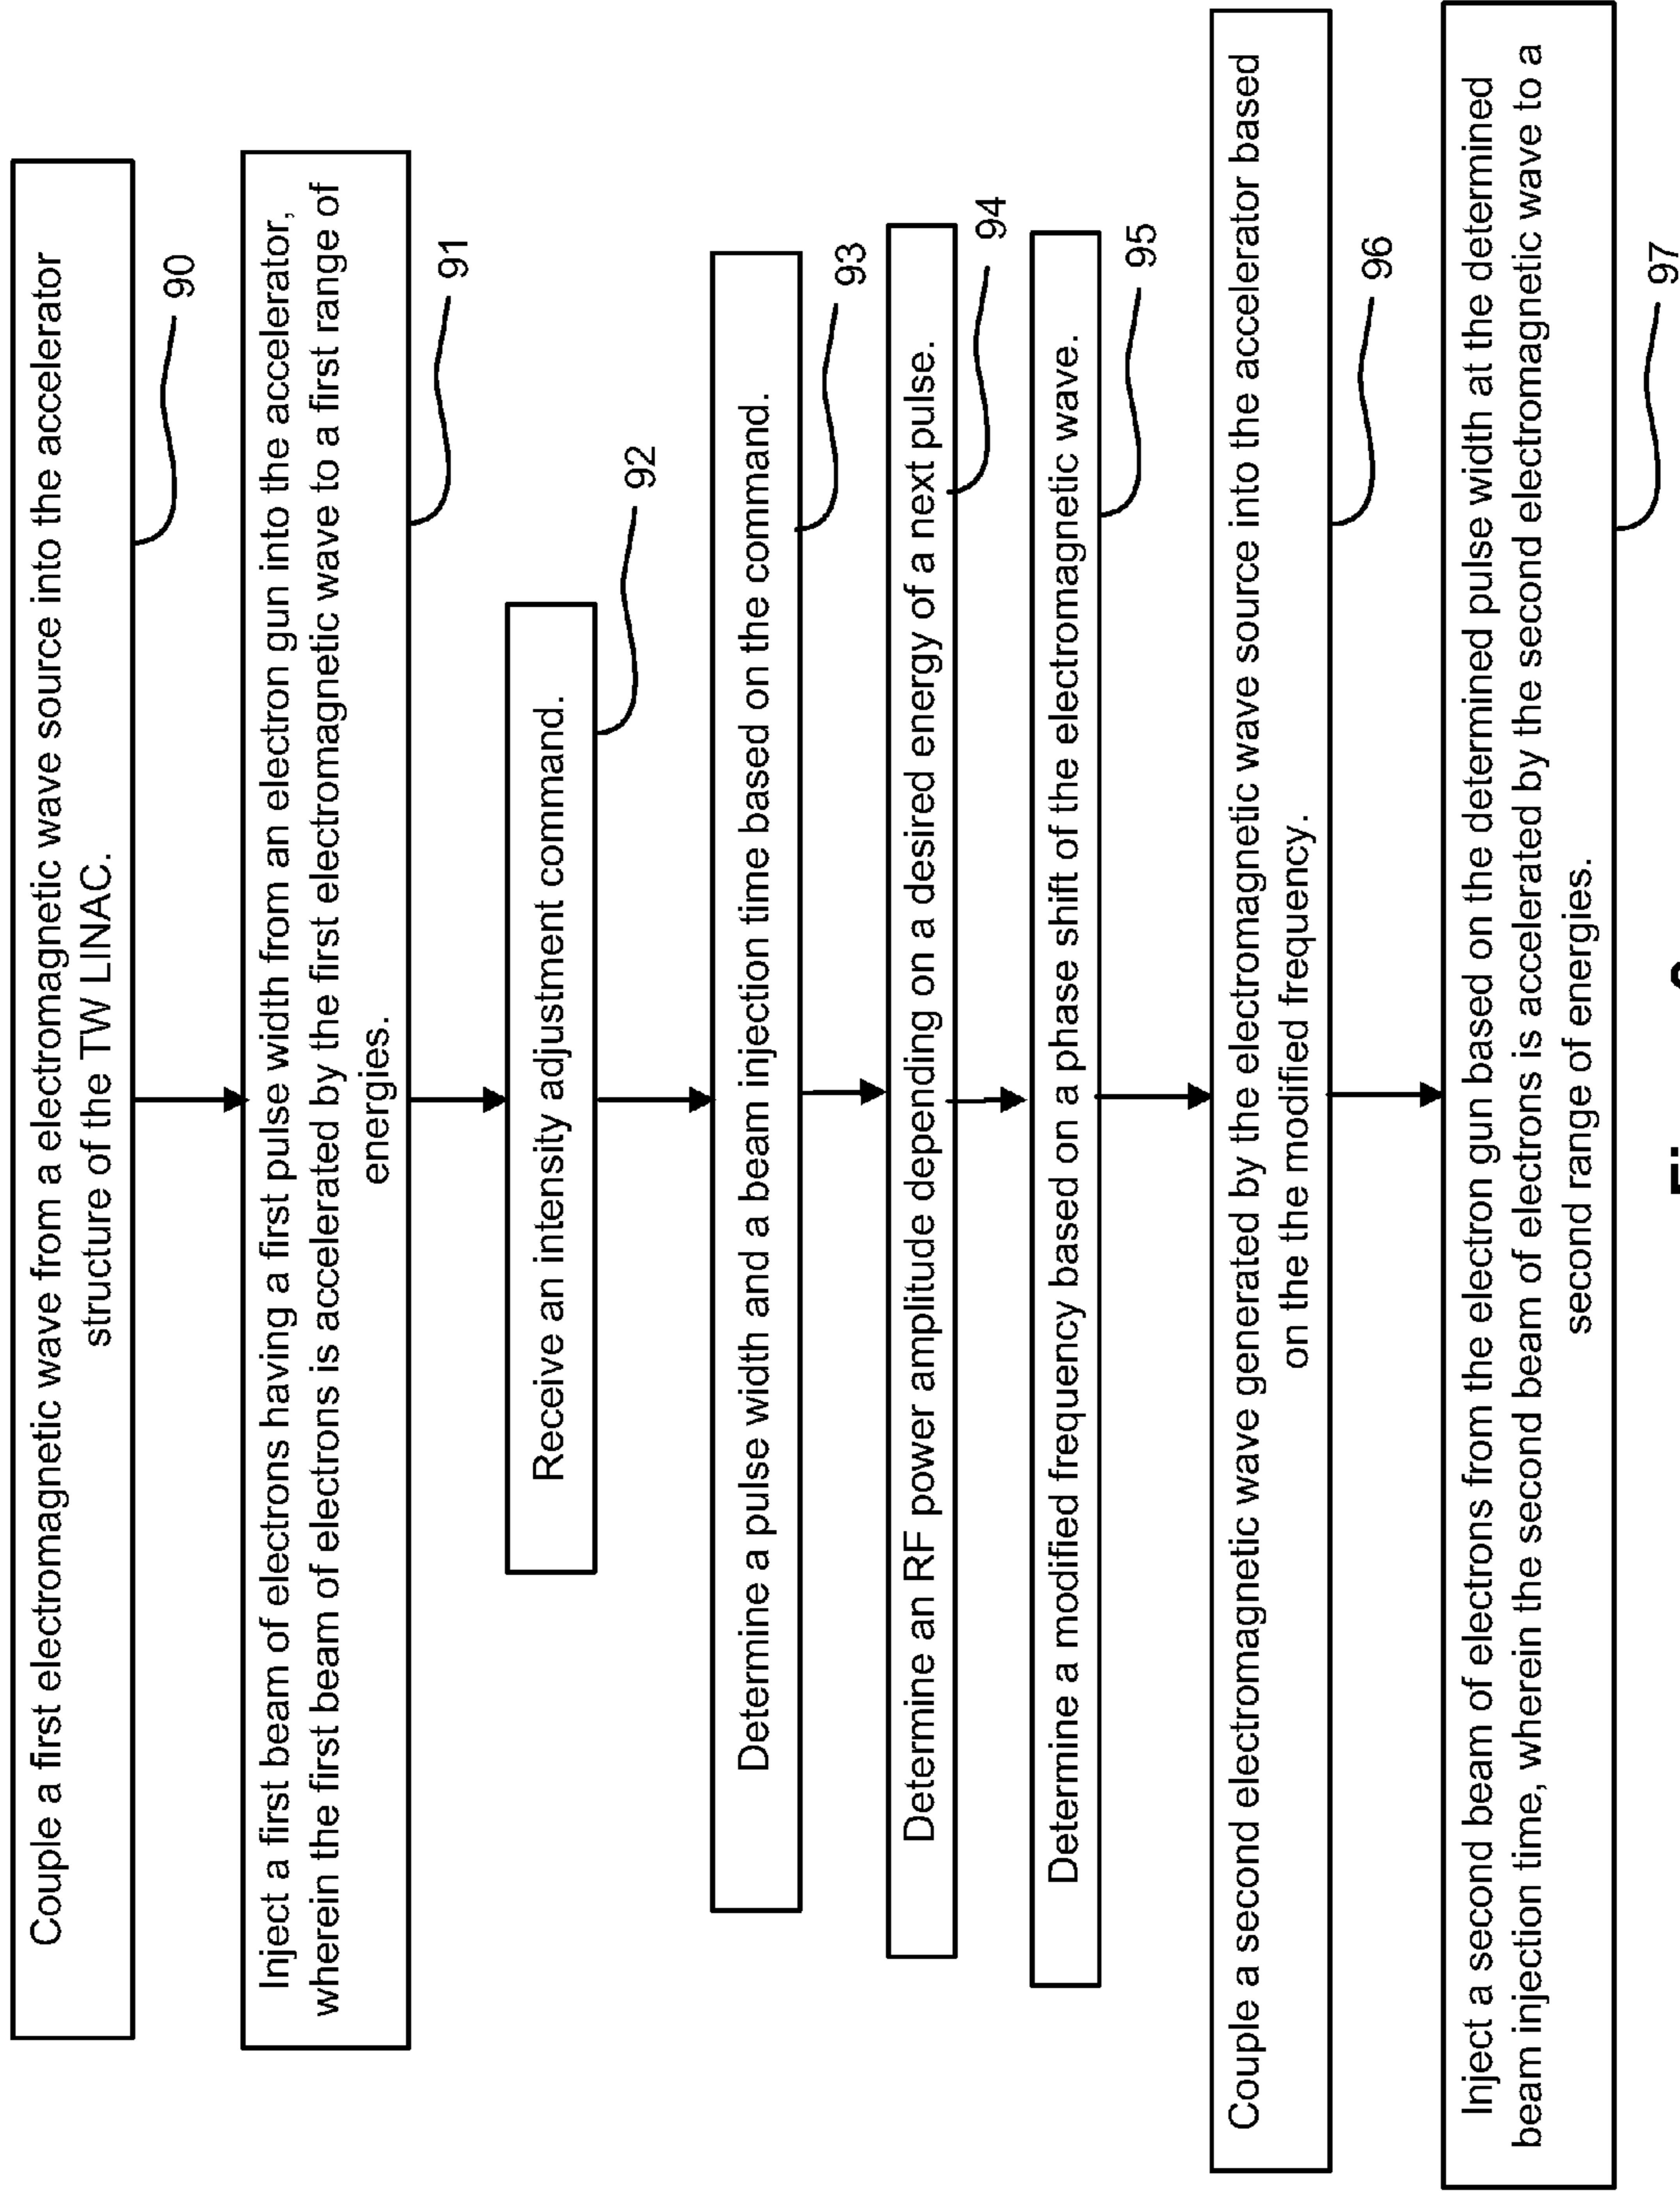 Couple a first electromagnetic wave from a electromagnetic wave source into the accelerator
structure of the TW LINAC.
90
Inject a first beam of electrons having a first pulse width from an electron gun into the accelerator,
wherein the first beam of electrons is accelerated by the first electromagnetic wave to a first range of
energies.
91
Receive an intensity adjustment command.
92
Determine a pulse width and a beam injection time based on the command.
93
Determine an RF power amplitude depending on a desired energy of a next pulse.
94
Determine a modified frequency based on a phase shift of the electromagnetic wave.
95
Couple a second electromagnetic wave generated by the electromagnetic wave source into the accelerator based
on the the modified frequency.
96
Inject a second beam of electrons from the electron gun based on the determined pulse width at the determined
beam injection time, wherein the second beam of electrons is accelerated by the second electromagnetic wave to a
second range of energies.
97